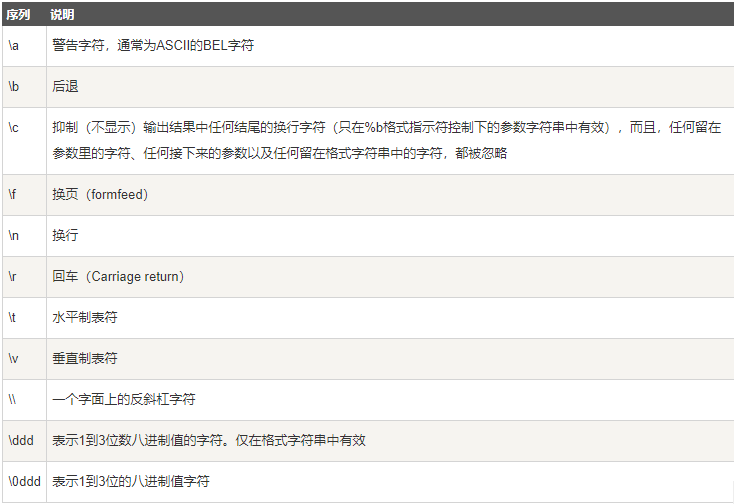 序列 说明
\a 警告字符，通常为ASCII的BEL字符
\b 后退
\c 抑制（不显示）输出结果中任何结尾的换行字符（只在%b格式指示符控制下的参数字符串中有效），而且，任何留在
参数里的字符、任何接下来的参数以及任何留在格式字符串中的字符，都被忽略
\f 换页（formfeed）
\n 换行
\r 回车（Carriage return）
\t 水平制表符
\v 垂直制表符
\\ 一个字面上的反斜杠字符
\ddd 表示1到3位数八进制值的字符。仅在格式字符串中有效
\0ddd 表示1到3位的八进制值字符